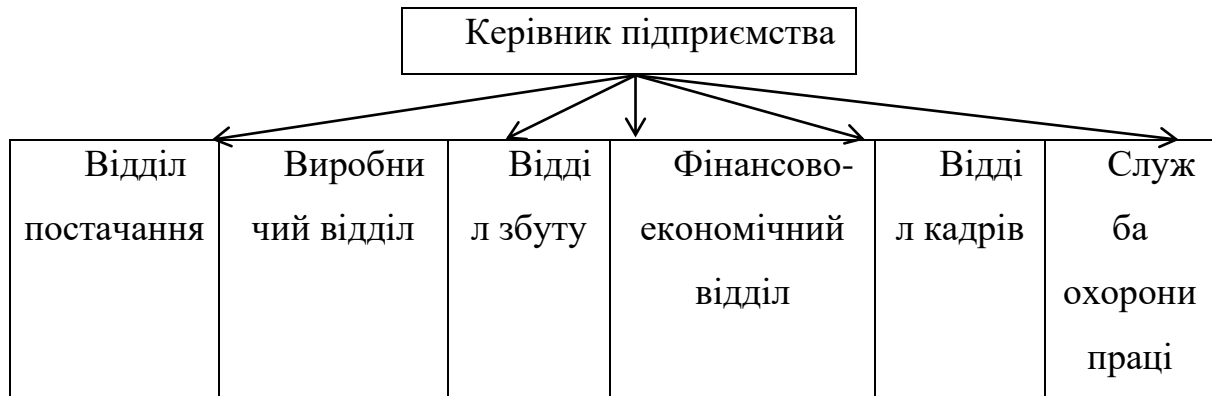 Керівник підприємства
Відділ
постачання
Виробни
чий відділ
Відді
л збуту
Фінансово-
економічний
відділ
Відді
л кадрів
Служ
ба
охорони
праці